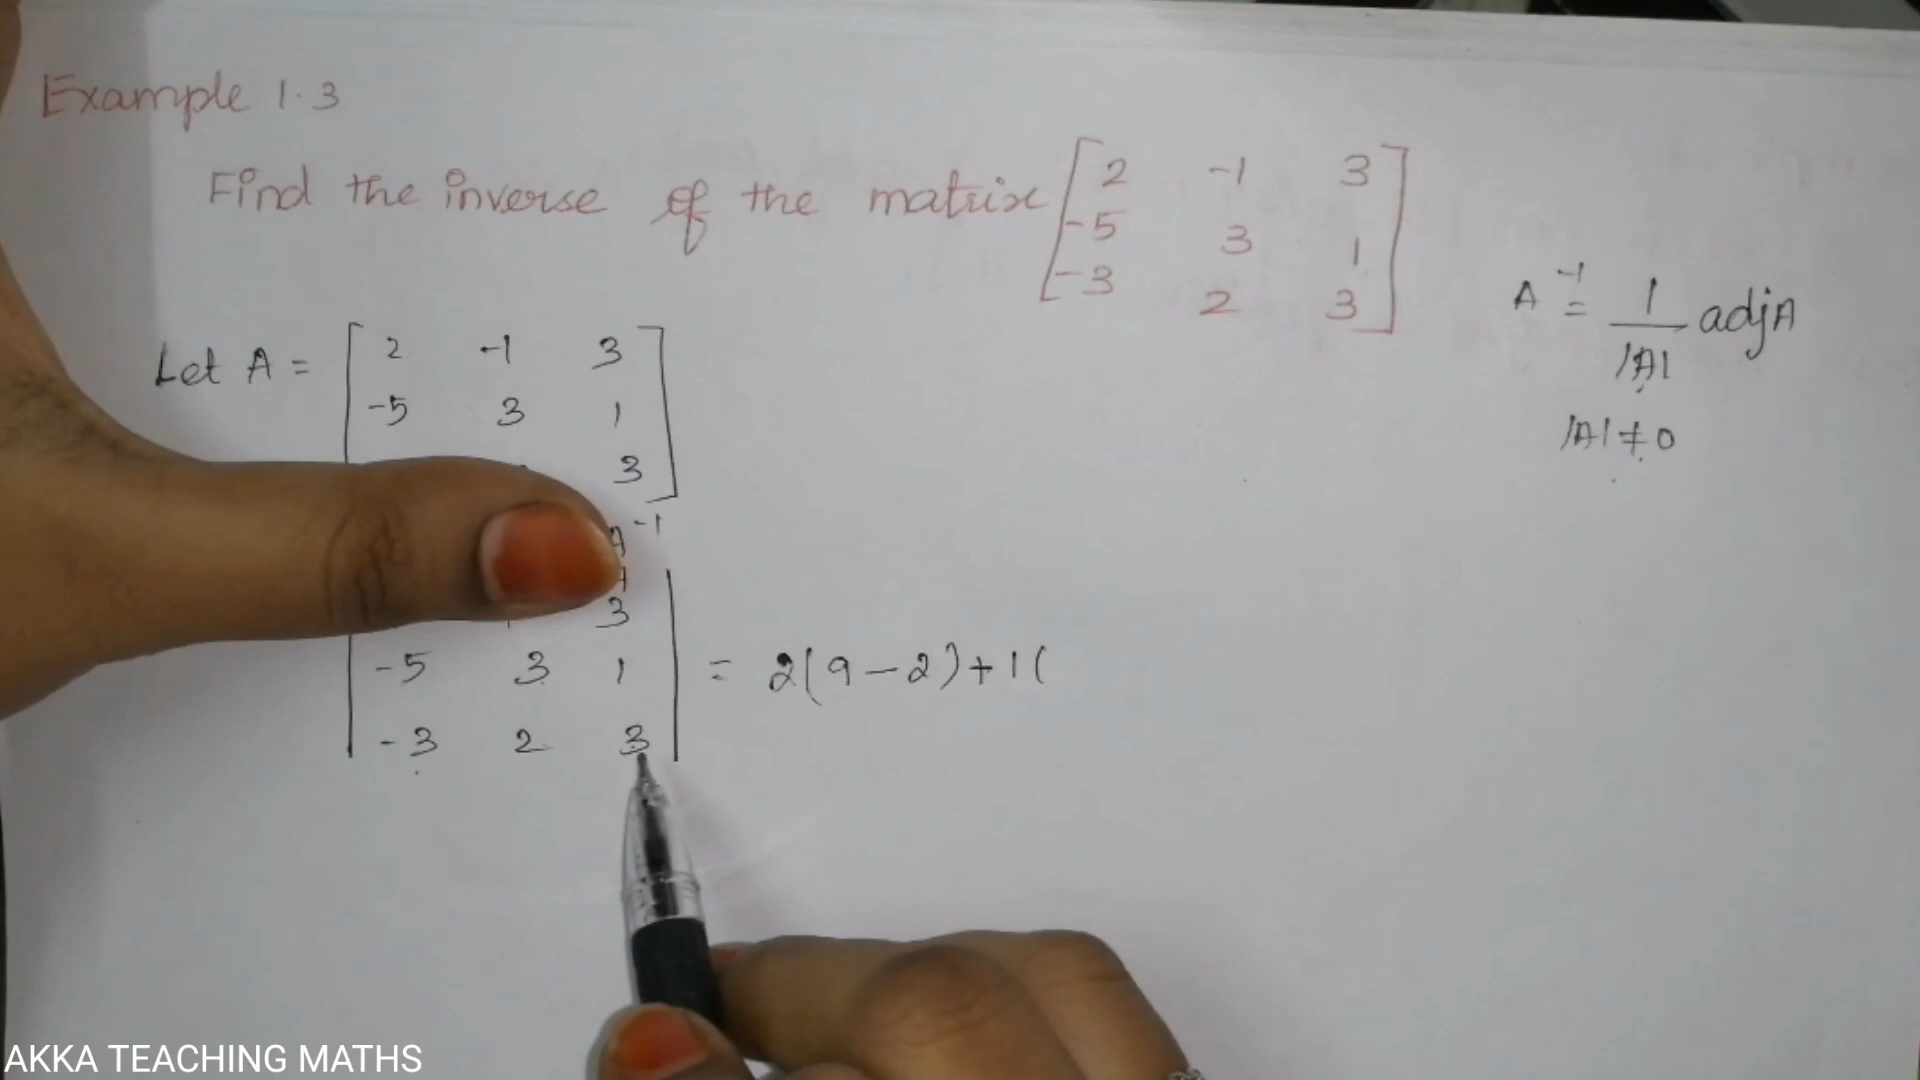 Example 1.3
Find the inverse of the matrix [ 2 -1 3
-5 3 1
-3 2 3 ]
A⁻¹ = 1/|A| adjA
|A| ≠ 0
Let A = [ 2 -1 3
-5 3 1
3 ]
A⁻¹
3
-5 3 1 = 2(9-2)+1(
-3 2 3
AKKA TEACHING MATHS